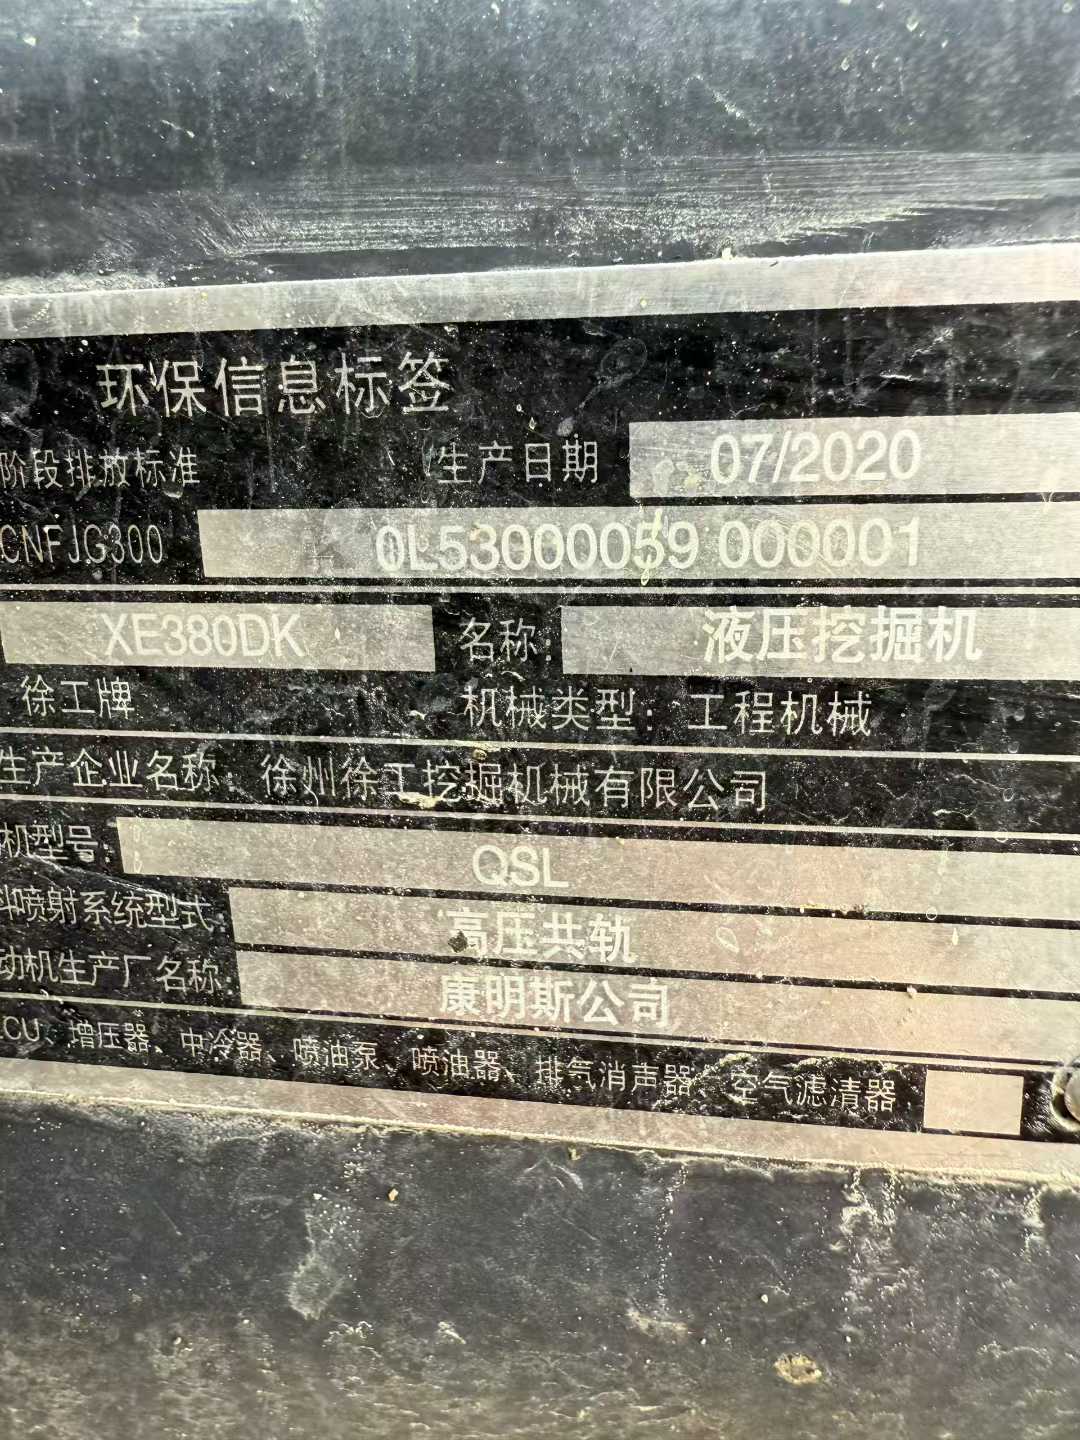 环保信息标签
阶段排放标准 生产日期 07/2020
CNFJG300 0L53000059 000001
XE380DK 名称: 液压挖掘机
徐工牌 机械类型: 工程机械
生产企业名称: 徐州徐工挖掘机械有限公司
机型号: QSL
喷射系统型式: 高压共轨
动机生产厂名称: 康明斯公司
CU、增压器、中冷器、喷油泵、喷油器、排气消声器、空气滤清器